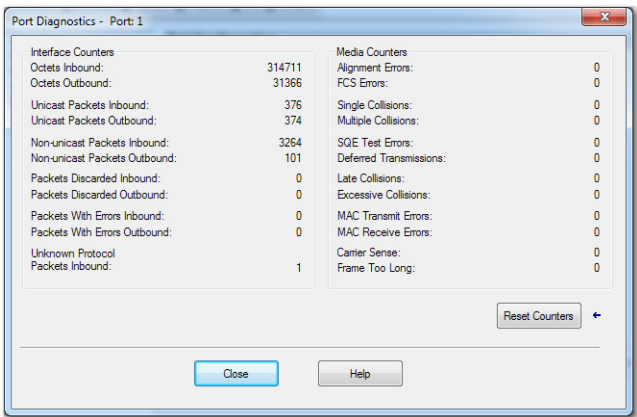 Port Diagnostics - Port: 1
Interface Counters
Octets Inbound: 314711
Octets Outbound: 31366
Unicast Packets Inbound: 376
Unicast Packets Outbound: 374
Non-unicast Packets Inbound: 3264
Non-unicast Packets Outbound: 101
Packets Discarded Inbound: 0
Packets Discarded Outbound: 0
Packets With Errors Inbound: 0
Packets With Errors Outbound: 0
Unknown Protocol
Packets Inbound: 1
Media Counters
Alignment Errors: 0
FCS Errors: 0
Single Collisions: 0
Multiple Collisions: 0
SQE Test Errors: 0
Deferred Transmissions: 0
Late Collisions: 0
Excessive Collisions: 0
MAC Transmit Errors: 0
MAC Receive Errors: 0
Carrier Sense: 0
Frame Too Long: 0
Reset Counters
Close
Help